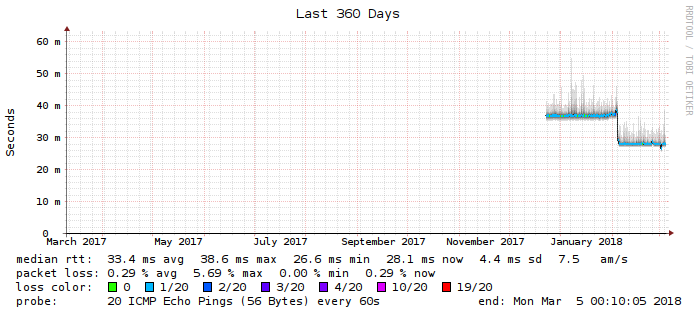 Last 360 Days
RRDTOOL / TOBI OETIKER
Seconds
60 m
50 m
40 m
30 m
20 m
10 m
0
March 2017 May 2017 July 2017 September 2017 November 2017 January 2018
median rtt: 33.4 ms avg 38.6 ms max 26.6 ms min 28.1 ms now 4.4 ms sd 7.5 am/s
packet loss: 0.29 % avg 5.69 % max 0.00 % min 0.29 % now
loss color: 0 1/20 2/20 3/20 4/20 10/20 19/20
probe: 20 ICMP Echo Pings (56 Bytes) every 60s end: Mon Mar 5 00:10:05 2018